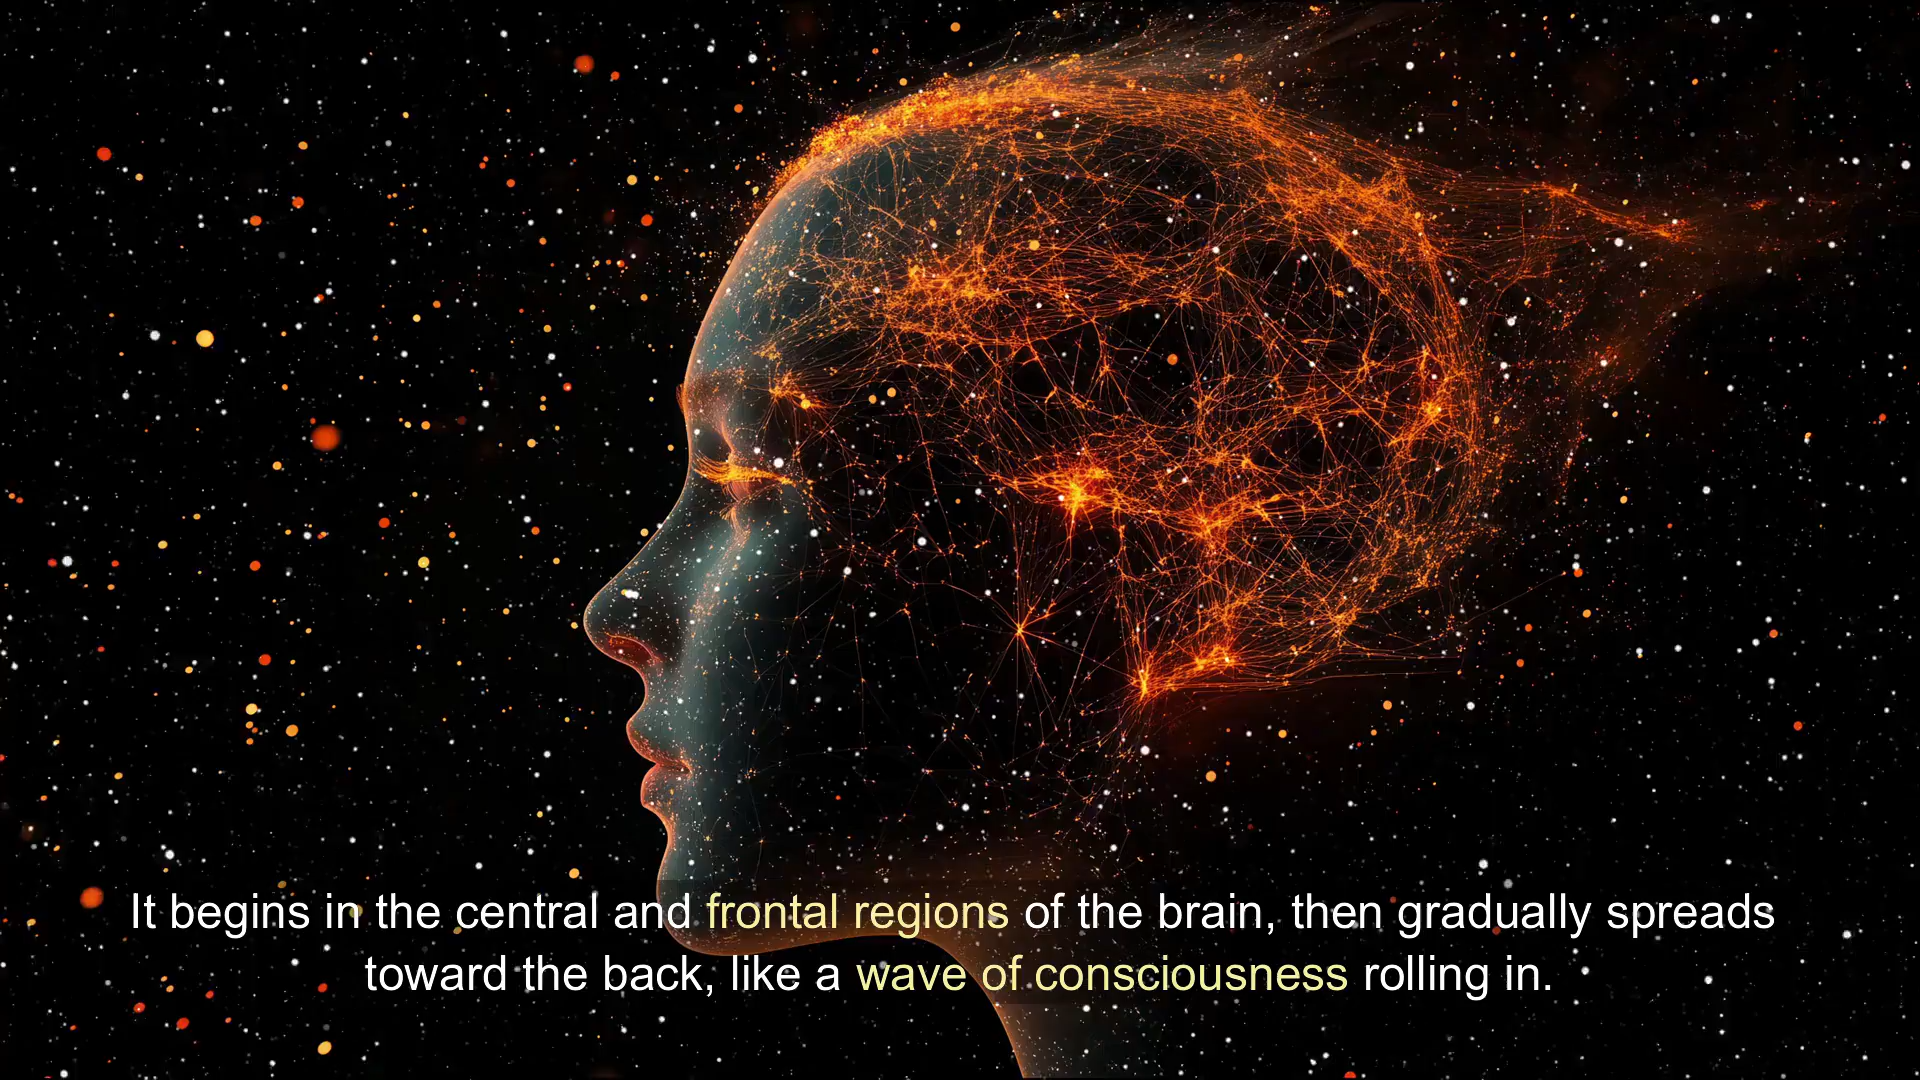 It begins in the central and frontal regions of the brain, then gradually spreads
toward the back, like a wave of consciousness rolling in.